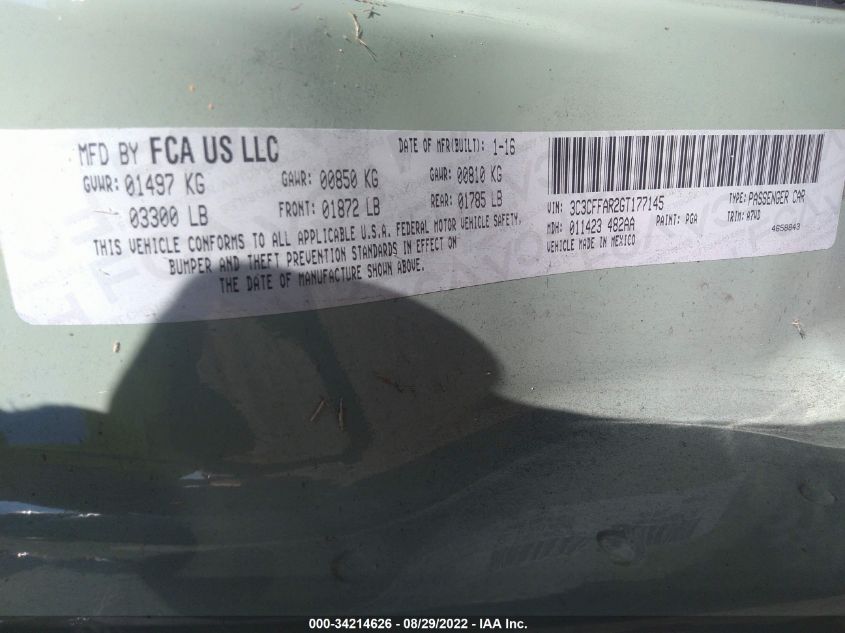 MFD BY FCA US LLC
DATE OF MFR(BUILT): 1-16
GVWR: 01497 KG
GAWR: 00850 KG
GAWR: 00810 KG
03300 LB
FRONT: 01872 LB
REAR: 01785 LB
THIS VEHICLE CONFORMS TO ALL APPLICABLE U.S.A. FEDERAL MOTOR VEHICLE SAFETY,
BUMPER AND THEFT PREVENTION STANDARDS IN EFFECT ON
THE DATE OF MANUFACTURE SHOWN ABOVE.
VIN: 3C3CFFAR2GT177145
TYPE: PASSENGER CAR
MDH: 011423 482AA
PAINT: PGA
TRIM: A7VD
VEHICLE MADE IN MEXICO
4658843
000-34214626 - 08/29/2022 - IAA Inc.